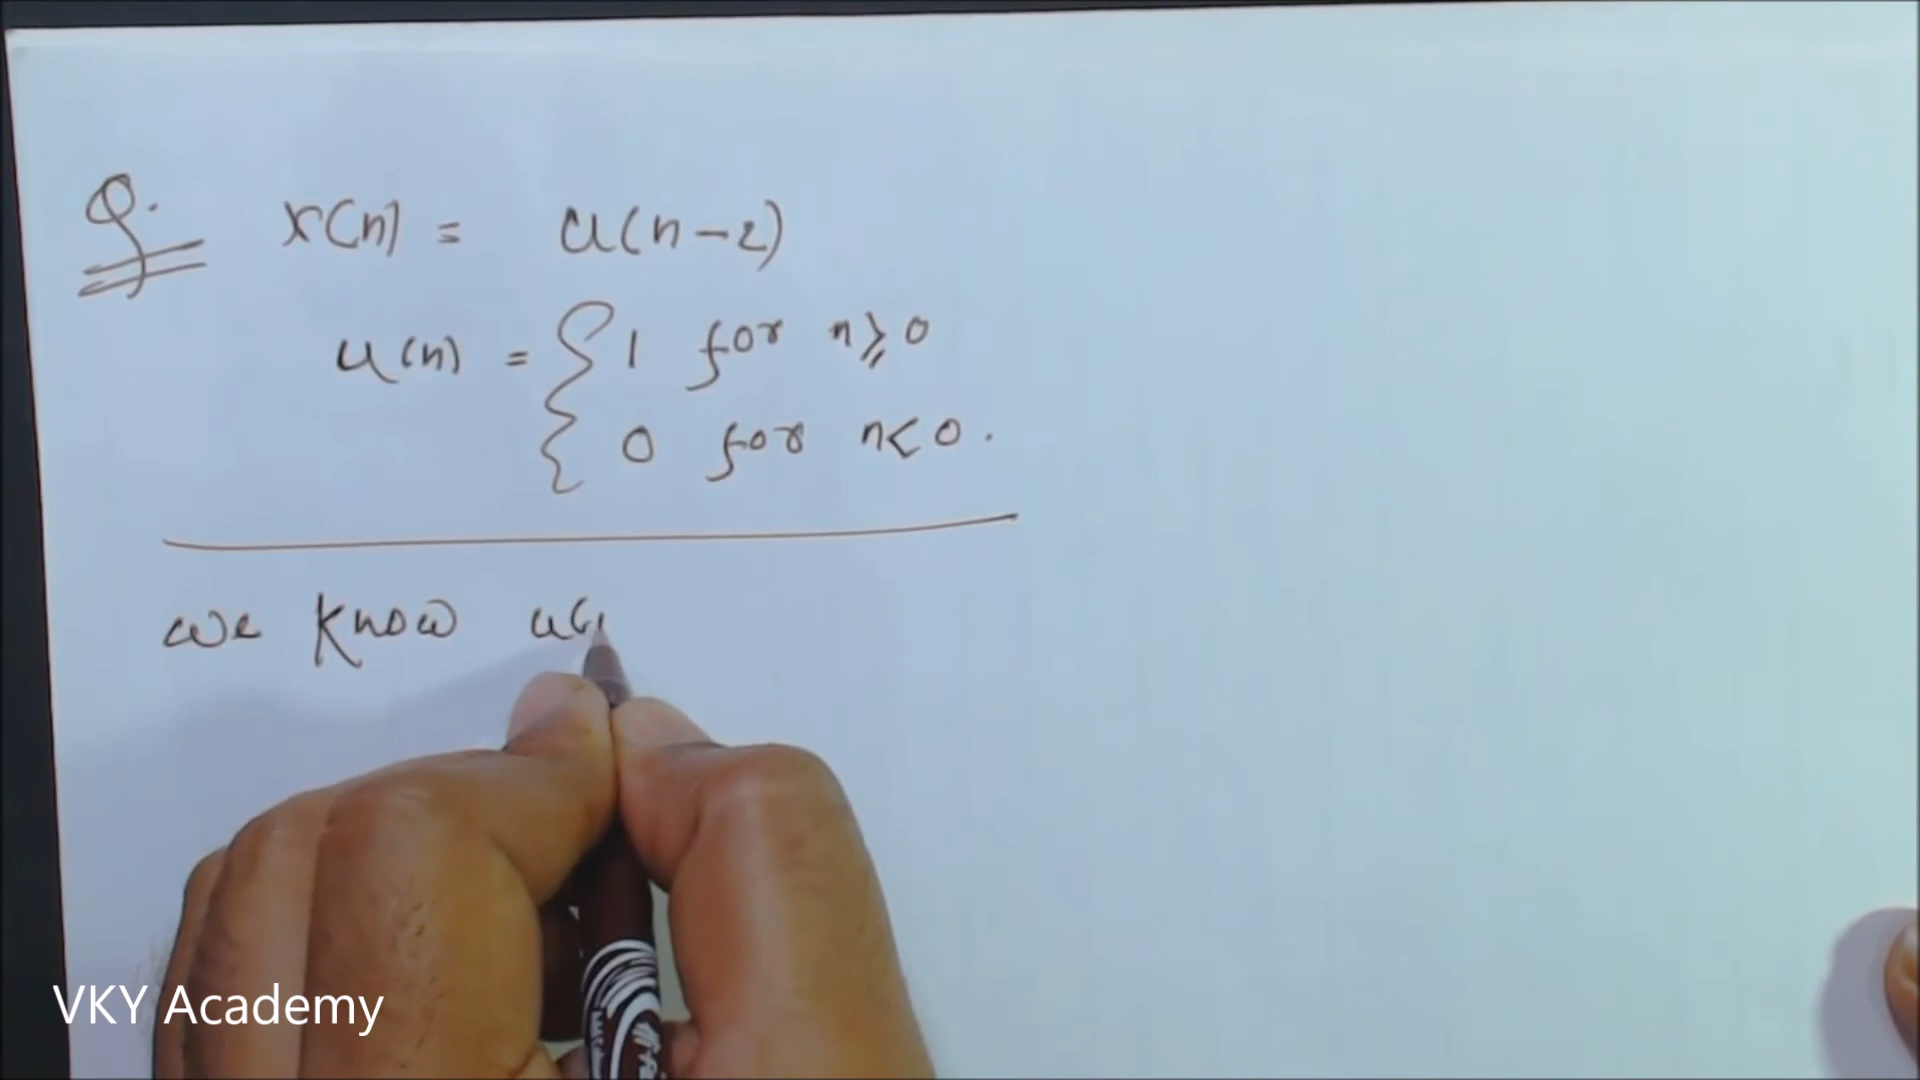 Q. x(n) = u(n-2)
u(n) = { 1 for n ≥ 0
{ 0 for n < 0.
we know u(
VKY Academy